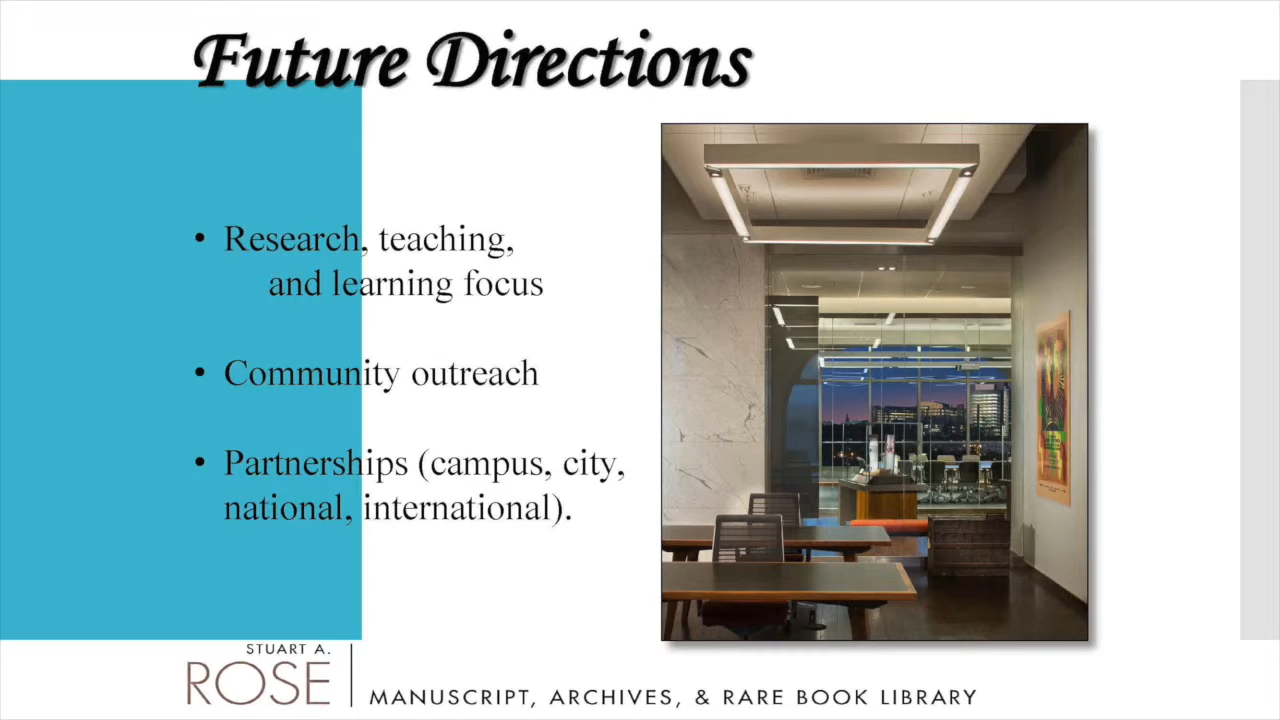 Future Directions
• Research, teaching,
and learning focus
• Community outreach
• Partnerships (campus, city,
national, international).
STUART A.
ROSE
MANUSCRIPT, ARCHIVES, & RARE BOOK LIBRARY